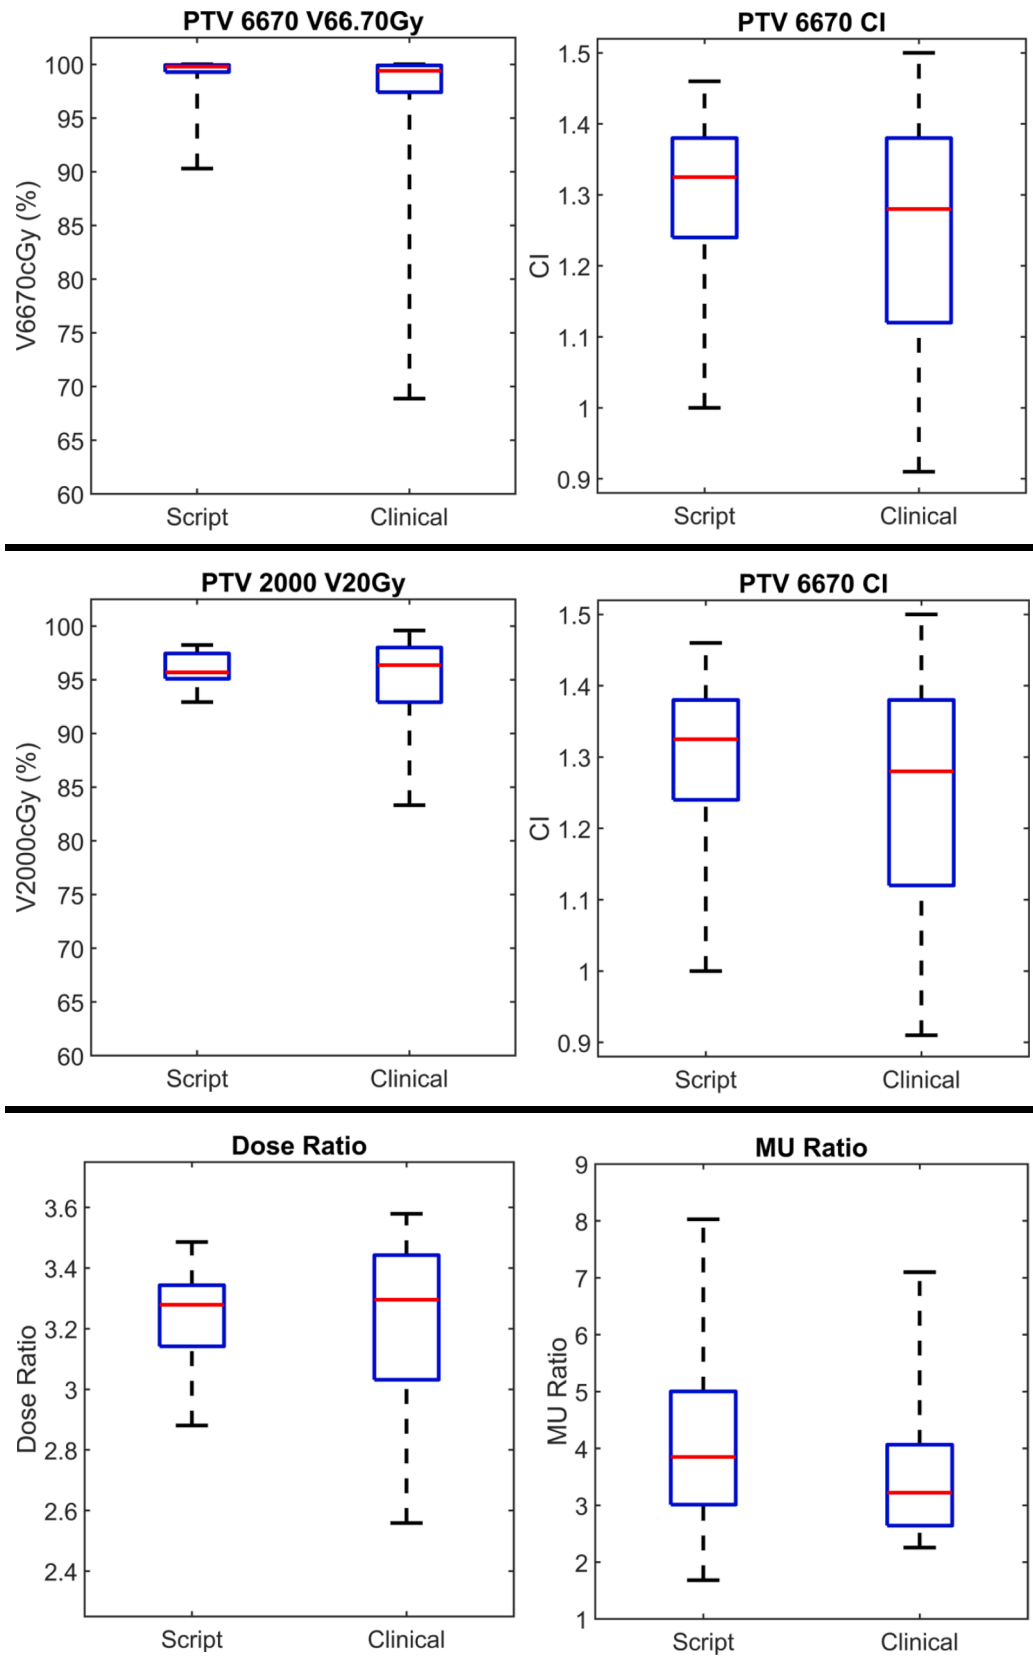 PTV 6670 V66.70Gy
V6670cGy (%)
100
95
90
85
80
75
70
65
60
Script Clinical
PTV 6670 CI
CI
1.5
1.4
1.3
1.2
1.1
1
0.9
Script Clinical
PTV 2000 V20Gy
V2000cGy (%)
100
95
90
85
80
75
70
65
60
Script Clinical
PTV 6670 CI
CI
1.5
1.4
1.3
1.2
1.1
1
0.9
Script Clinical
Dose Ratio
Dose Ratio
3.6
3.4
3.2
3
2.8
2.6
2.4
Script Clinical
MU Ratio
MU Ratio
9
8
7
6
5
4
3
2
1
Script Clinical